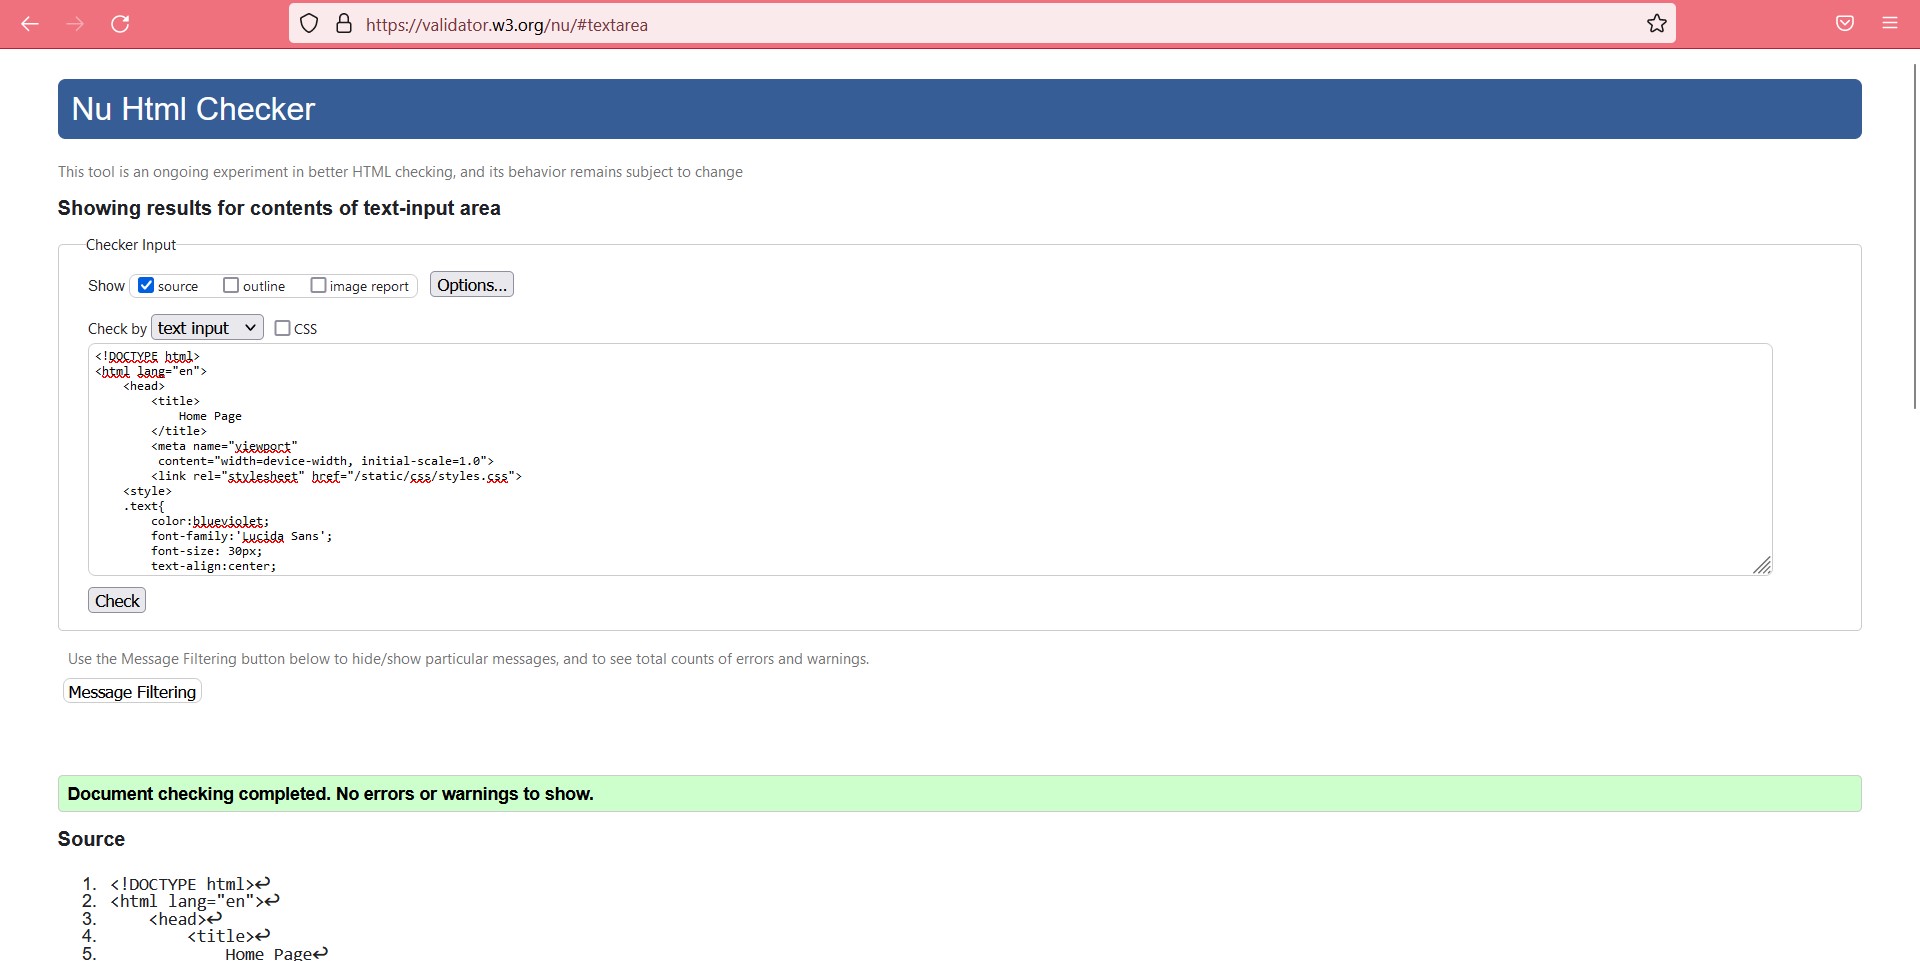 https://validator.w3.org/nu/#textarea
Nu Html Checker
This tool is an ongoing experiment in better HTML checking, and its behavior remains subject to change
Showing results for contents of text-input area
Checker Input
Show source outline image report Options...
Check by text input CSS
<!DOCTYPE html>
<html lang="en">
    <head>
        <title>
            Home Page
        </title>
        <meta name="viewport"
         content="width=device-width, initial-scale=1.0">
        <link rel="stylesheet" href="/static/css/styles.css">
    <style>
    .text{
        color:blueviolet;
        font-family:'Lucida Sans';
        font-size: 30px;
        text-align:center;
Check
Use the Message Filtering button below to hide/show particular messages, and to see total counts of errors and warnings.
Message Filtering
Document checking completed. No errors or warnings to show.
Source
1. <!DOCTYPE html>↩
2. <html lang="en">↩
3.     <head>↩
4.         <title>↩
5.             Home Page↩